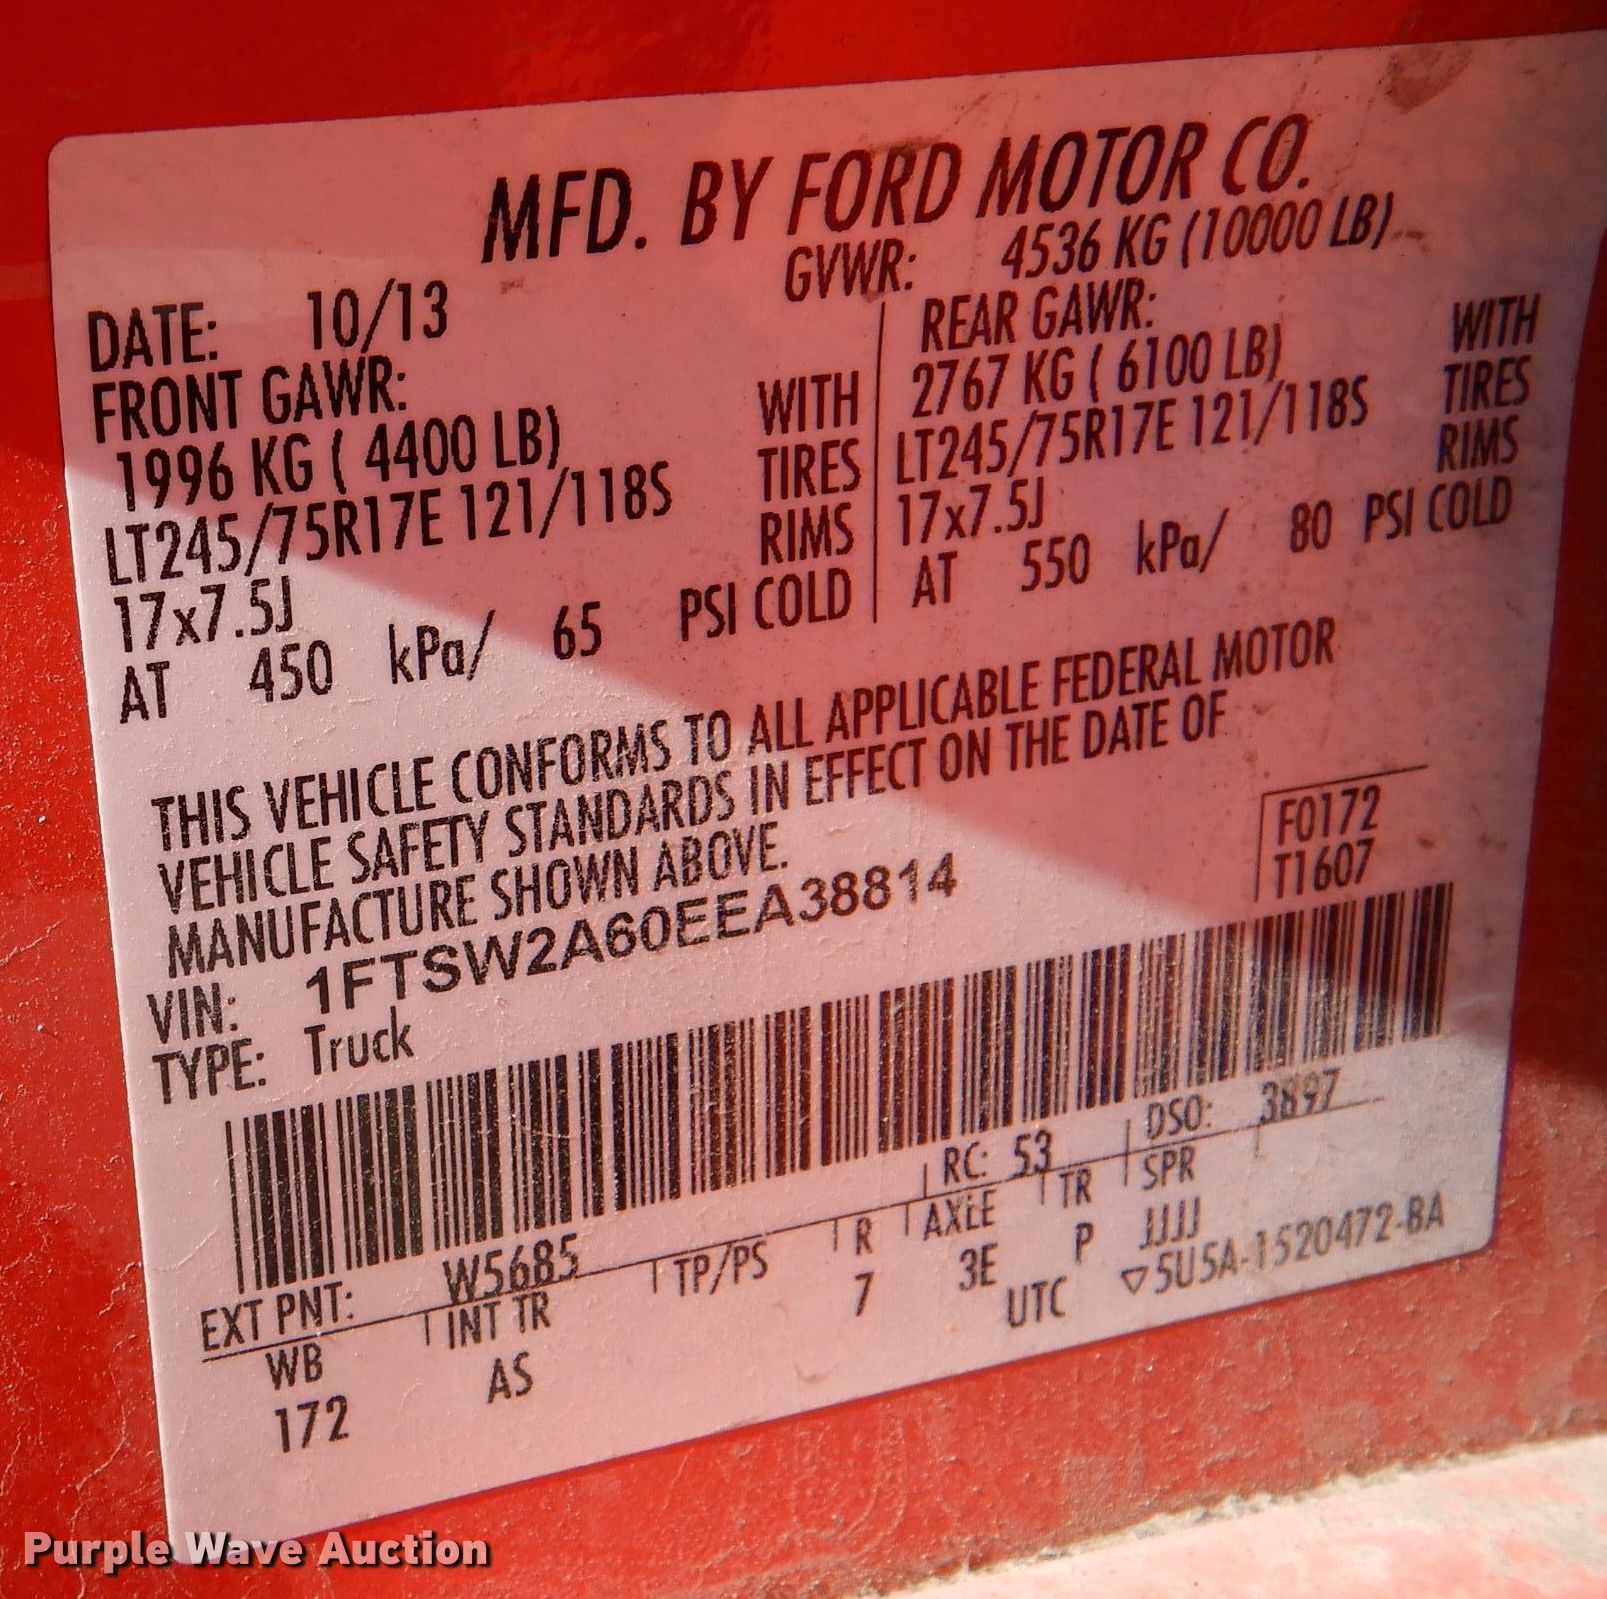 MFD. BY FORD MOTOR CO.
DATE: 10/13 GVWR: 4536 KG (10000 LB)
FRONT GAWR: REAR GAWR:
1996 KG ( 4400 LB) WITH 2767 KG ( 6100 LB) WITH
LT245/75R17E 121/118S TIRES LT245/75R17E 121/118S TIRES
17x7.5J RIMS 17x7.5J RIMS
AT 450 kPa/ 65 PSI COLD AT 550 kPa/ 80 PSI COLD
THIS VEHICLE CONFORMS TO ALL APPLICABLE FEDERAL MOTOR
VEHICLE SAFETY STANDARDS IN EFFECT ON THE DATE OF
MANUFACTURE SHOWN ABOVE.
VIN: 1FTSW2A60EEA38814
TYPE: Truck
F0172
T1607
EXT PNT: W5685 RC: 53 DSO: 3897
WB INT TR TP/PS R AXLE TR SPR
172 AS 7 3E P JJJJ
UTC ▽5U5A-1520472-BA
Purple Wave Auction